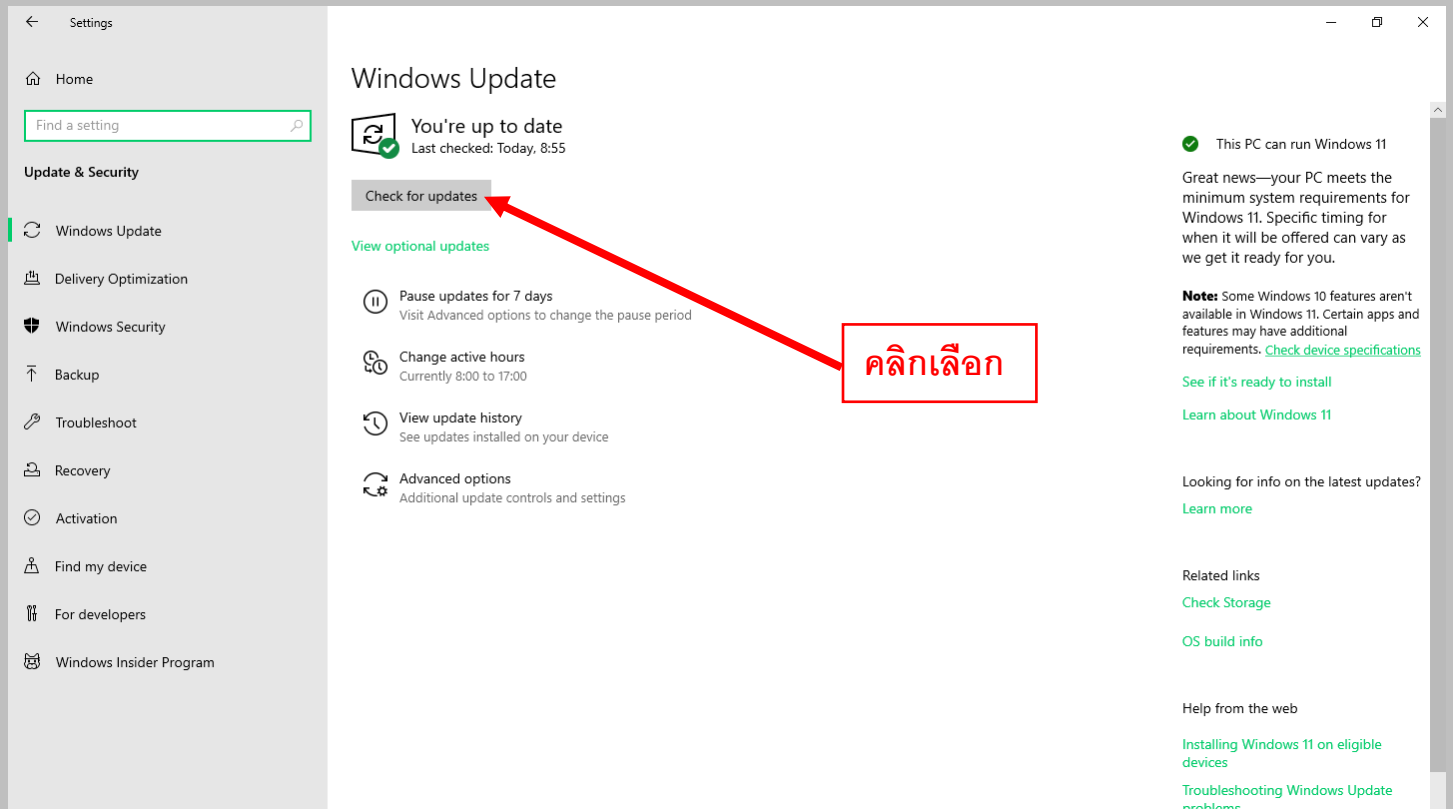 Settings
Home
Find a setting
Update & Security
Windows Update
Delivery Optimization
Windows Security
Backup
Troubleshoot
Recovery
Activation
Find my device
For developers
Windows Insider Program
Windows Update
You're up to date
Last checked: Today, 8:55
Check for updates
View optional updates
Pause updates for 7 days
Visit Advanced options to change the pause period
Change active hours
Currently 8:00 to 17:00
View update history
See updates installed on your device
Advanced options
Additional update controls and settings
คลิกเลือก
This PC can run Windows 11
Great news—your PC meets the
minimum system requirements for
Windows 11. Specific timing for
when it will be offered can vary as
we get it ready for you.
Note: Some Windows 10 features aren't
available in Windows 11. Certain apps and
features may have additional
requirements. Check device specifications
See if it's ready to install
Learn about Windows 11
Looking for info on the latest updates?
Learn more
Related links
Check Storage
OS build info
Help from the web
Installing Windows 11 on eligible
devices
Troubleshooting Windows Update
problems